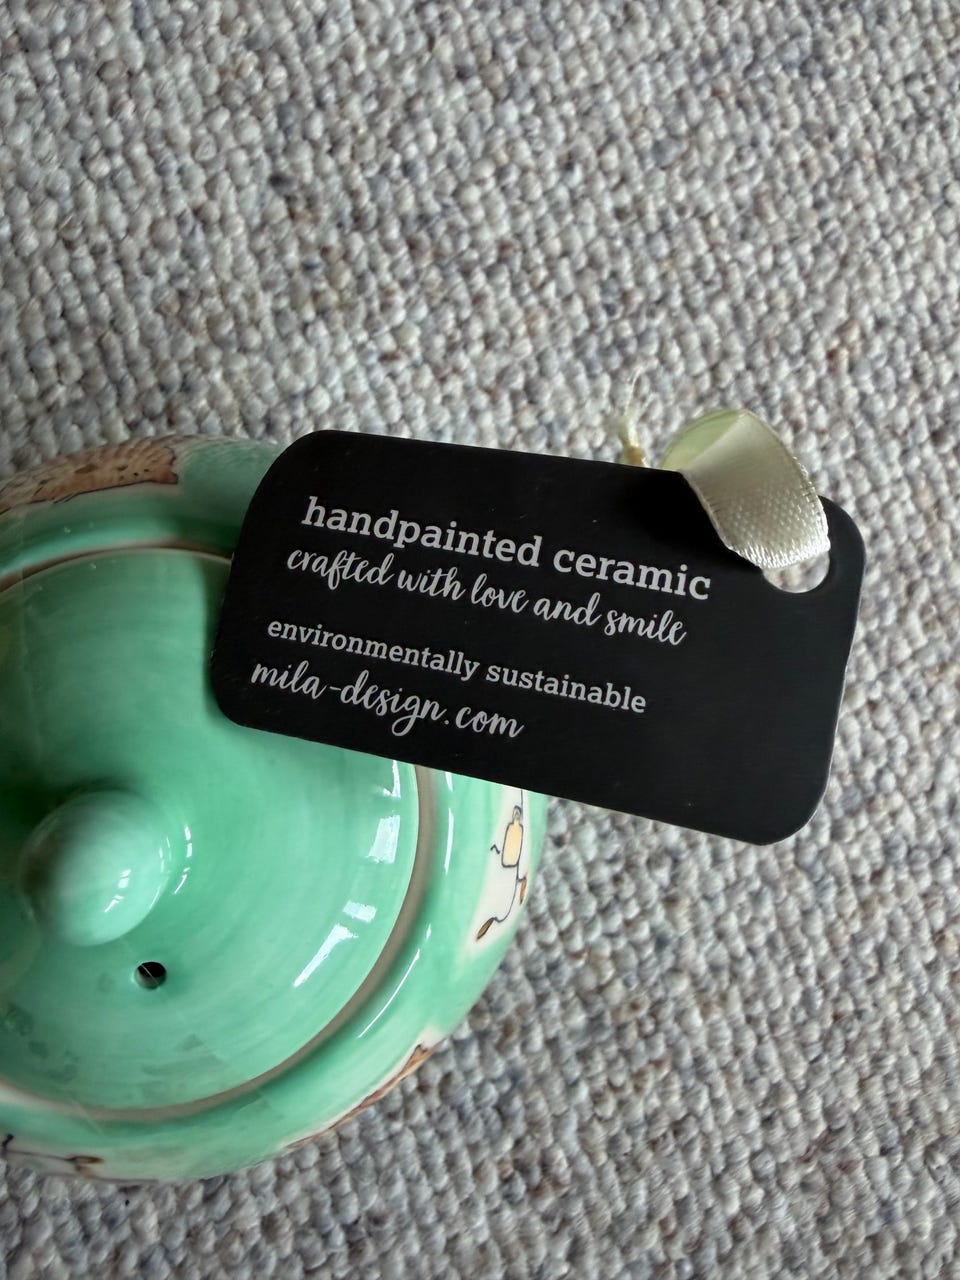 handpainted ceramic
crafted with love and smile
environmentally sustainable
mila-design.com